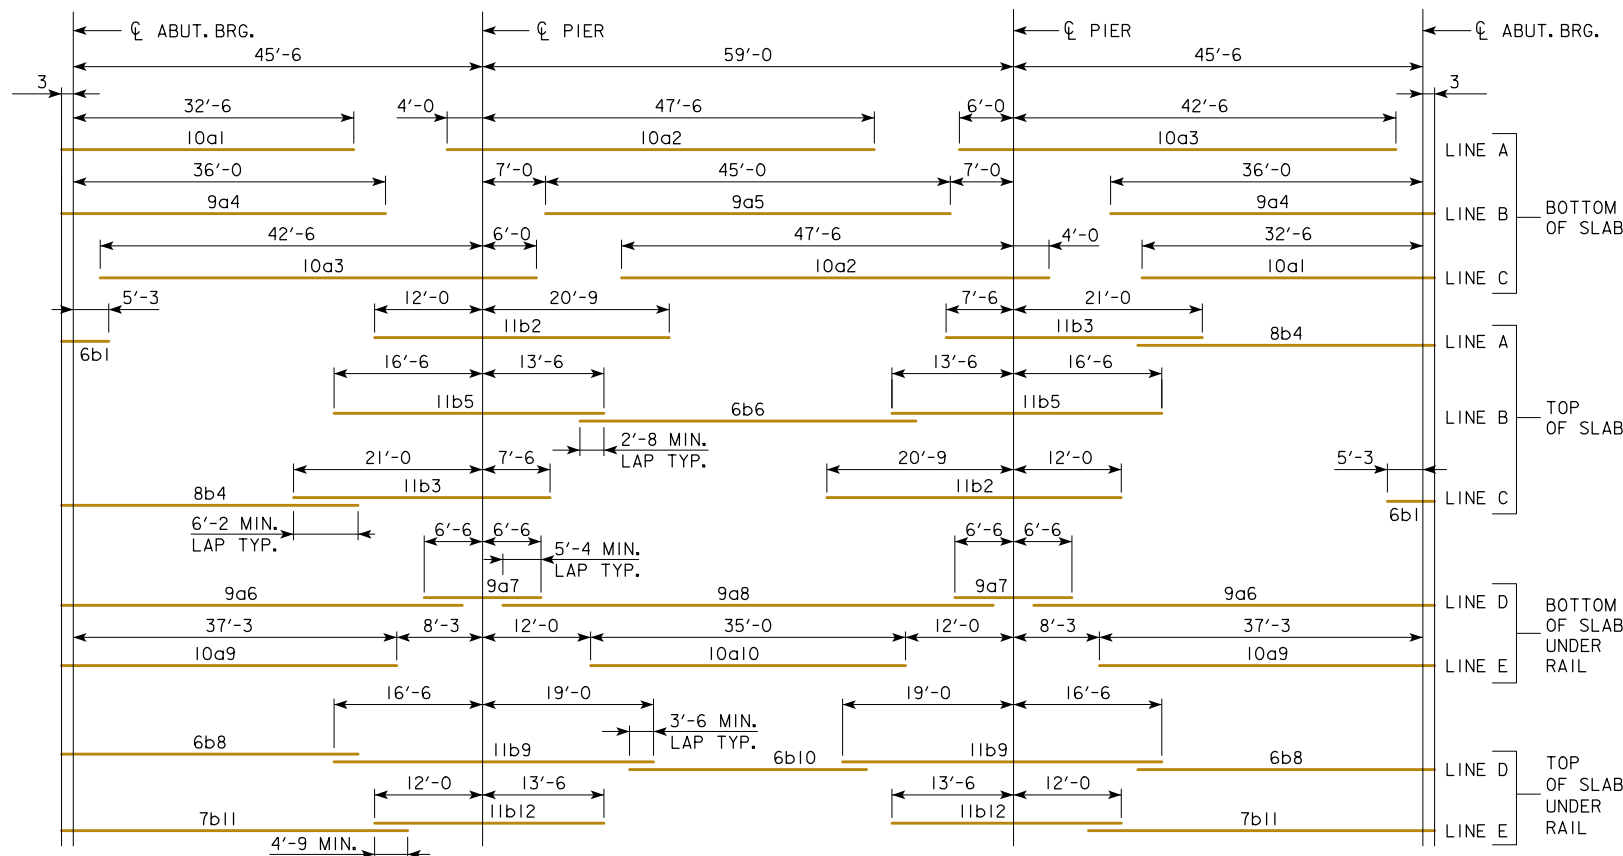 ℄ ABUT. BRG.
℄ PIER
℄ PIER
℄ ABUT. BRG.
45'-6
59'-0
45'-6
3
3
32'-6
4'-0
47'-6
6'-0
42'-6
10a1
10a2
10a3
LINE A
36'-0
7'-0
45'-0
7'-0
36'-0
9a4
9a5
9a4
LINE B
BOTTOM
OF SLAB
42'-6
6'-0
47'-6
4'-0
32'-6
10a3
10a2
10a1
LINE C
5'-3
12'-0
20'-9
7'-6
21'-0
11b2
11b3
8b4
LINE A
6b1
16'-6
13'-6
13'-6
16'-6
11b5
6b6
11b5
LINE B
TOP
OF SLAB
2'-8 MIN.
LAP TYP.
21'-0
7'-6
20'-9
12'-0
5'-3
8b4
11b3
11b2
6b1
LINE C
6'-2 MIN.
LAP TYP.
6'-6
6'-6
6'-6
6'-6
5'-4 MIN.
LAP TYP.
9a6
9a7
9a8
9a7
9a6
LINE D
BOTTOM
OF SLAB
UNDER
RAIL
37'-3
8'-3
12'-0
35'-0
12'-0
8'-3
37'-3
10a9
10a10
10a9
LINE E
16'-6
19'-0
19'-0
16'-6
3'-6 MIN.
LAP TYP.
6b8
11b9
6b10
11b9
6b8
LINE D
TOP
OF SLAB
UNDER
RAIL
12'-0
13'-6
13'-6
12'-0
7b11
11b12
11b12
7b11
LINE E
4'-9 MIN.